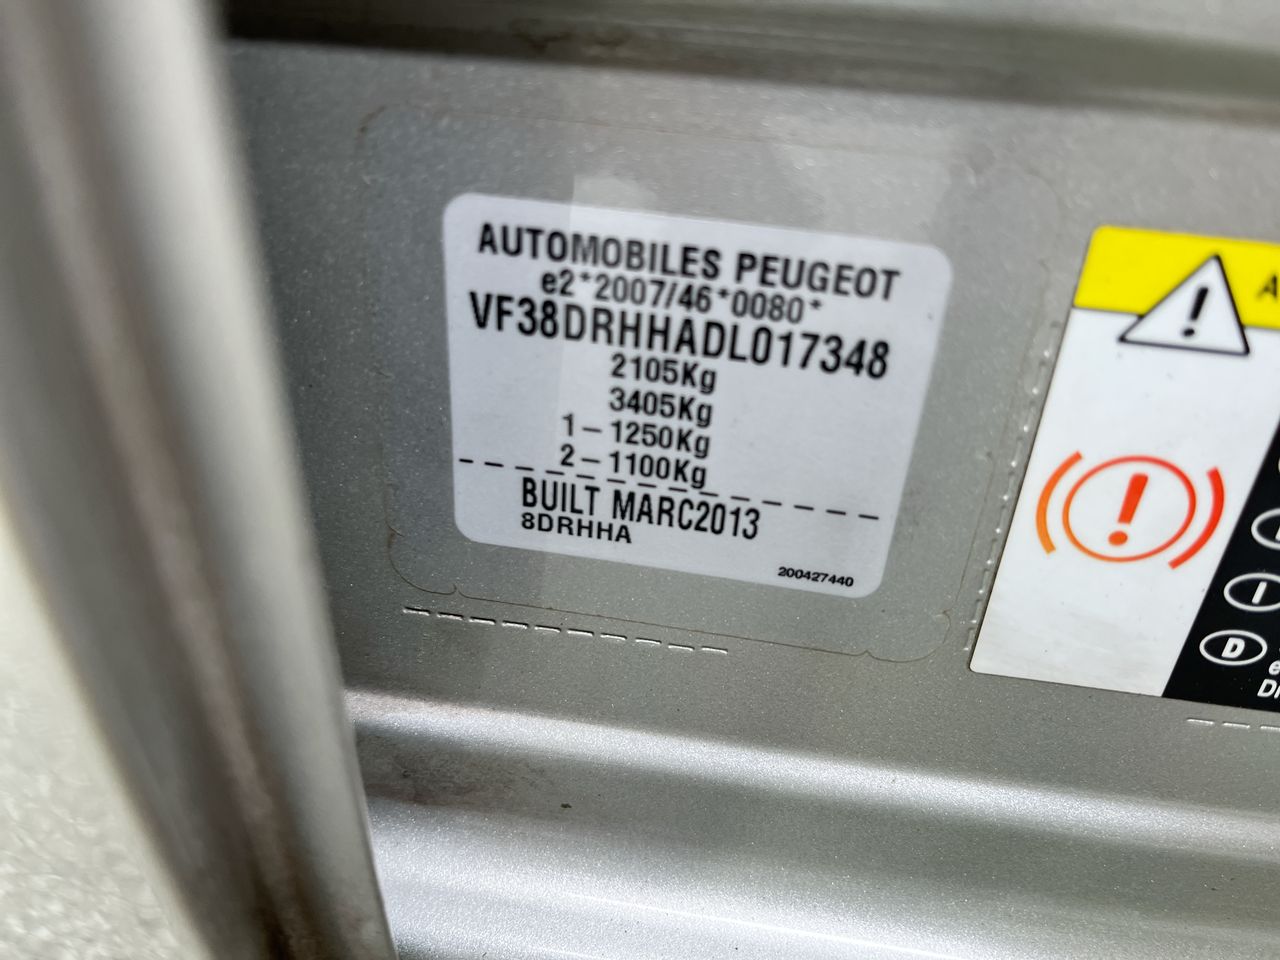 AUTOMOBILES PEUGEOT
e2*2007/46*0080*
VF38DRHHADL017348
2105Kg
3405Kg
1-1250Kg
2-1100Kg
BUILT MARC2013
8DRHHA
200427440
A
!
!
I
D
e